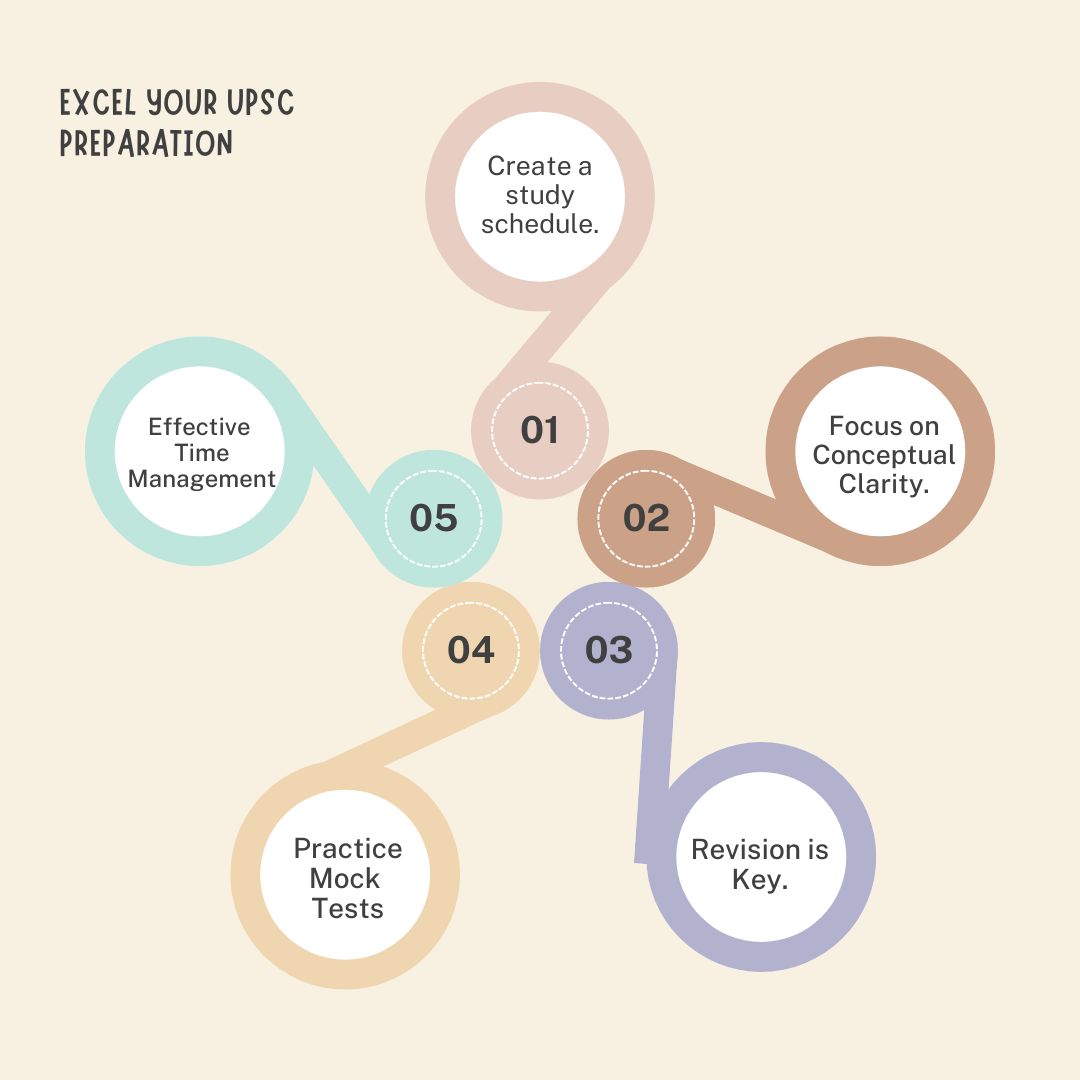 EXCEL YOUR UPSC
PREPARATION
Create a
study
schedule.
01
Focus on
Conceptual
Clarity.
02
Revision is
Key.
03
Practice
Mock
Tests
04
Effective
Time
Management
05